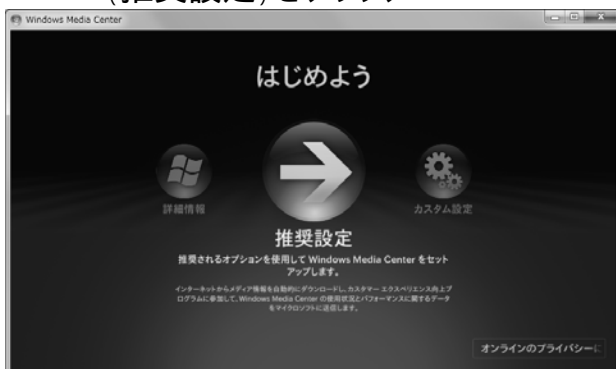 (推奨設定)をクリック
Windows Media Center
はじめよう
詳細情報
カスタム設定
推奨設定
推奨されるオプションを使用して Windows Media Center をセット
アップします。
インターネットからメディア情報を自動的にダウンロードし、カスタマー エクスペリエンス向上プ
ログラムに参加して、Windows Media Center の使用状況とパフォーマンスに関するデータ
をマイクロソフトに送信します。
オンラインのプライバシーに